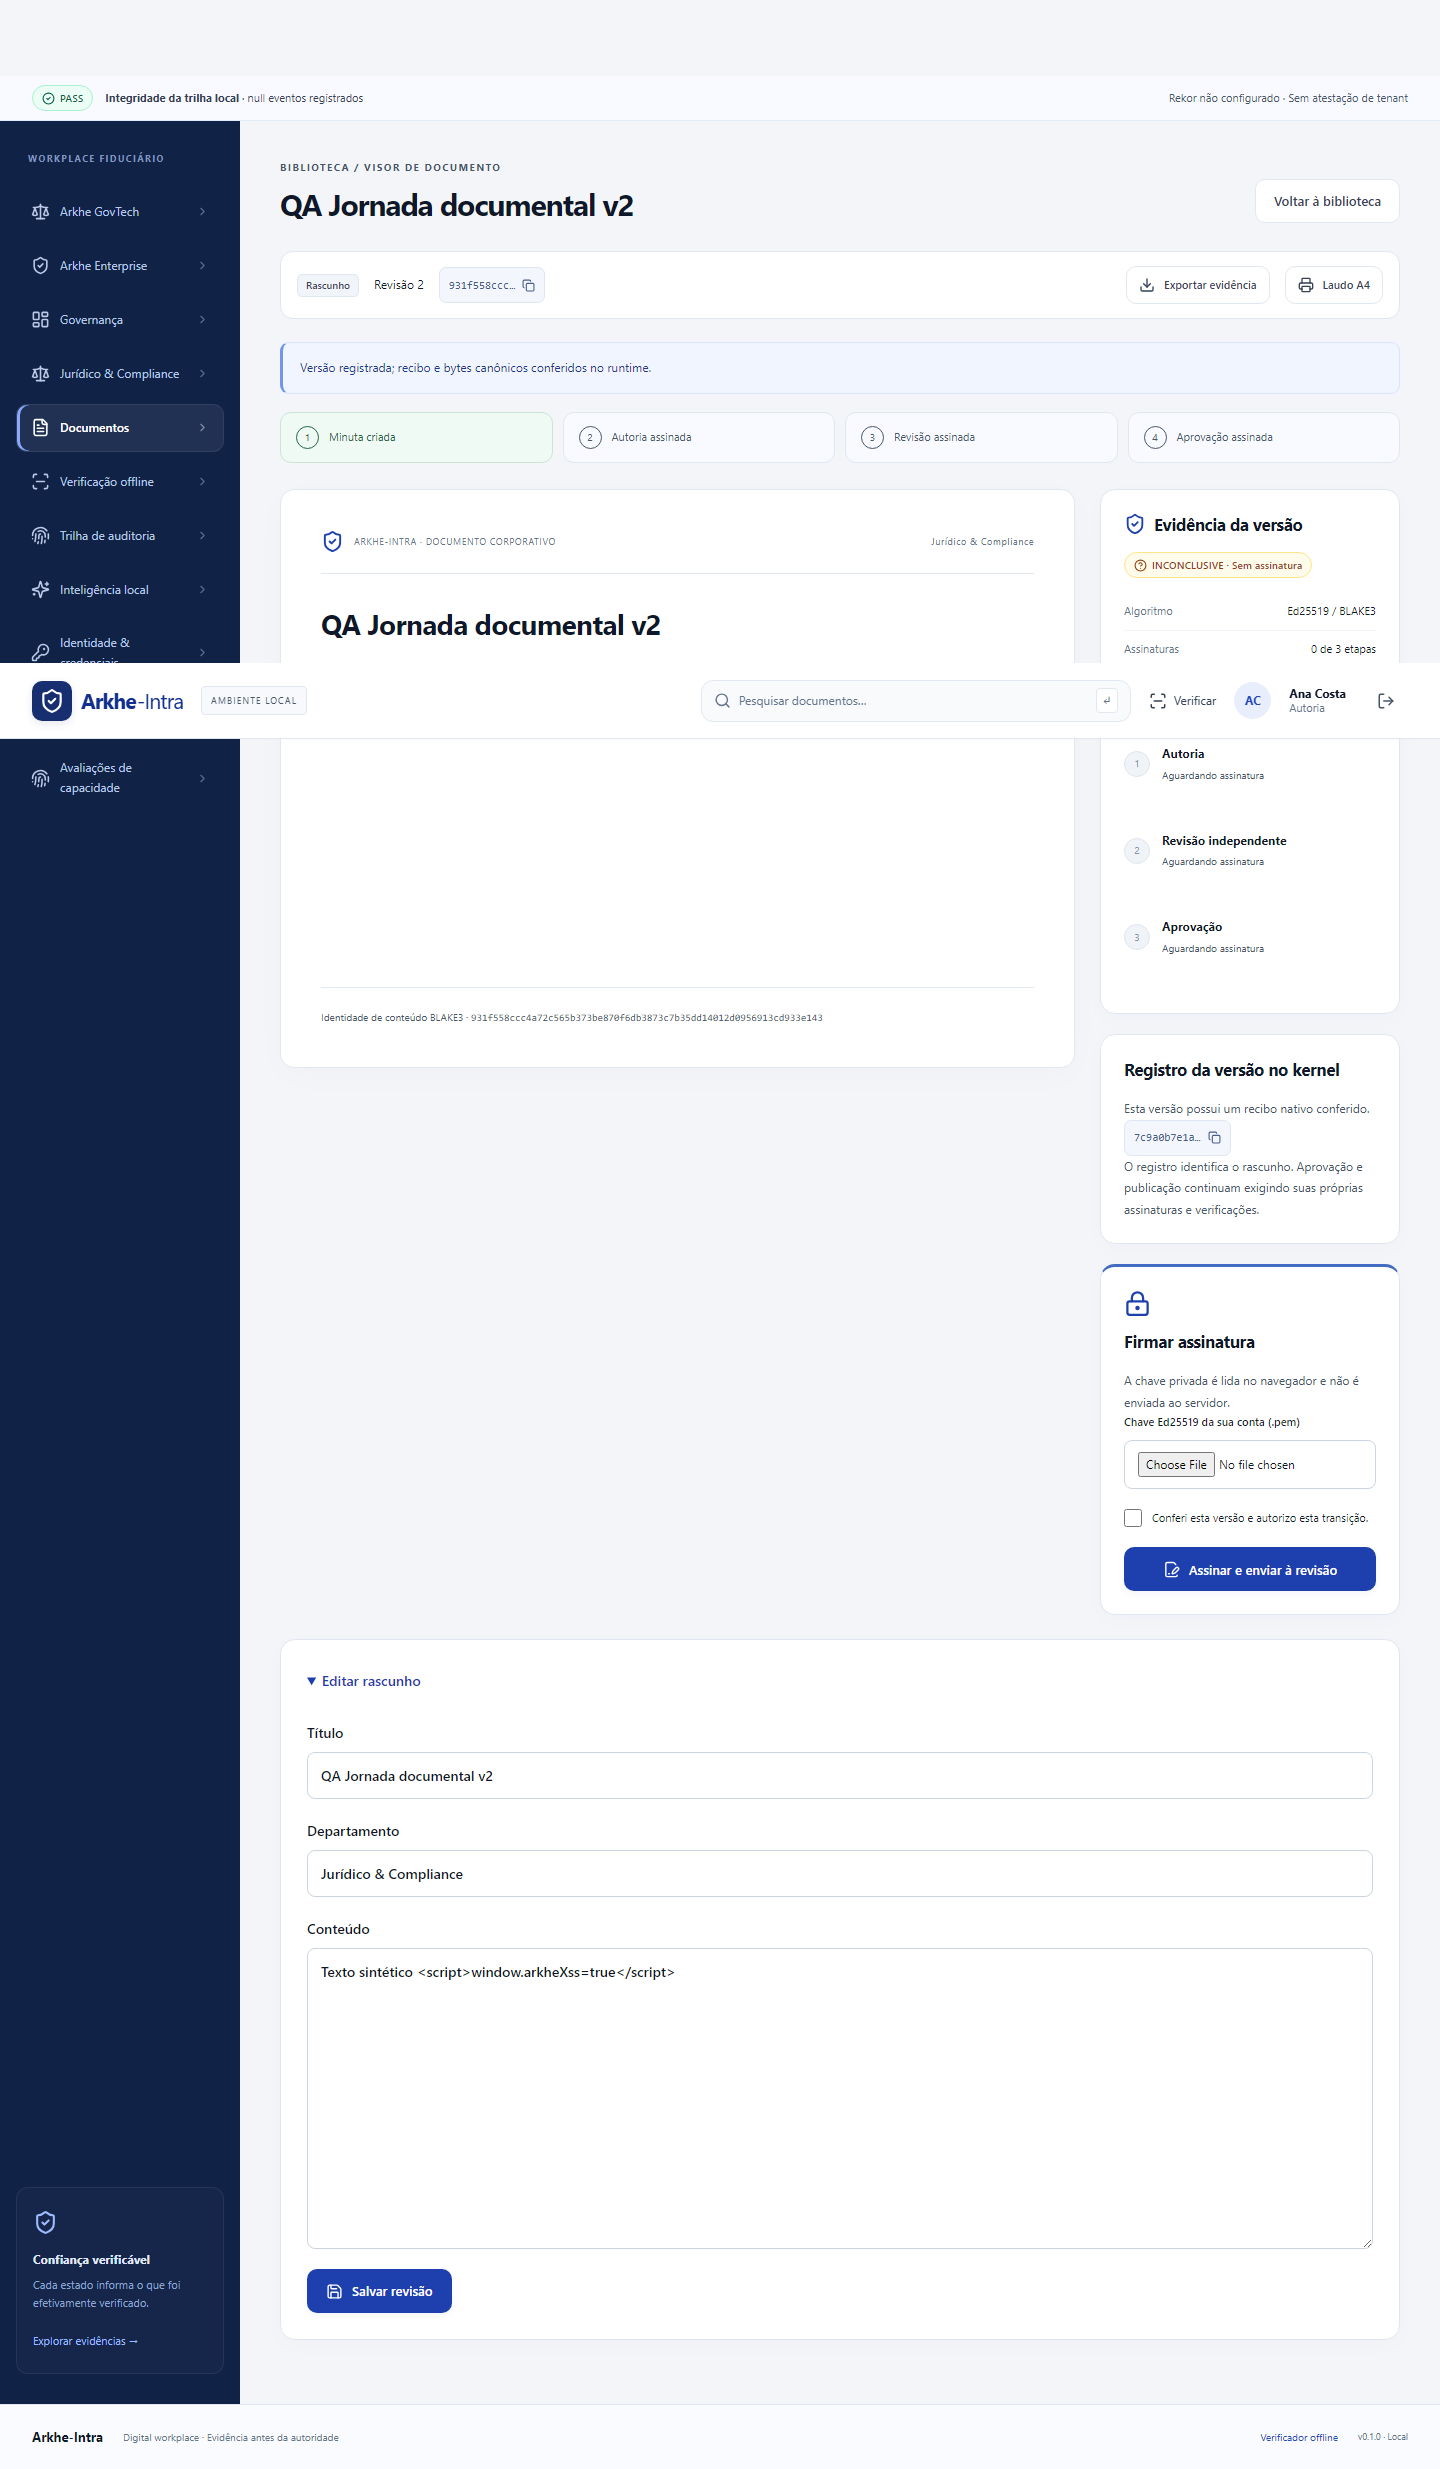 PASS
Integridade da trilha local · null eventos registrados
Rekor não configurado · Sem atestação de tenant
WORKPLACE FIDUCIÁRIO
Arkhe GovTech
Arkhe Enterprise
Governança
Jurídico & Compliance
Documentos
Verificação offline
Trilha de auditoria
Inteligência local
Identidade &
BIBLIOTECA / VISOR DE DOCUMENTO
QA Jornada documental v2
Voltar à biblioteca
Rascunho
Revisão 2
931f558ccc…
Exportar evidência
Laudo A4
Versão registrada; recibo e bytes canônicos conferidos no runtime.
1 Minuta criada
2 Autoria assinada
3 Revisão assinada
4 Aprovação assinada
ARKHE-INTRA · DOCUMENTO CORPORATIVO
Jurídico & Compliance
QA Jornada documental v2
Evidência da versão
INCONCLUSIVE · Sem assinatura
Algoritmo
Ed25519 / BLAKE3
Assinaturas
0 de 3 etapas
Arkhe-Intra
AMBIENTE LOCAL
Pesquisar documentos...
↵
Verificar
AC
Ana Costa
Autoria
Avaliações de
capacidade
1 Autoria
Aguardando assinatura
2 Revisão independente
Aguardando assinatura
3 Aprovação
Aguardando assinatura
Identidade de conteúdo BLAKE3 · 931f558ccc4a72c565b373be870f6db3873c7b35dd14012d0956913cd933e143
Registro da versão no kernel
Esta versão possui um recibo nativo conferido.
7c9a0b7e1a…
O registro identifica o rascunho. Aprovação e
publicação continuam exigindo suas próprias
assinaturas e verificações.
Firmar assinatura
A chave privada é lida no navegador e não é
enviada ao servidor.
Chave Ed25519 da sua conta (.pem)
Choose File No file chosen
Conferi esta versão e autorizo esta transição.
Assinar e enviar à revisão
▼ Editar rascunho
Título
QA Jornada documental v2
Departamento
Jurídico & Compliance
Conteúdo
Texto sintético <script>window.arkheXss=true</script>
Salvar revisão
Confiança verificável
Cada estado informa o que foi
efetivamente verificado.
Explorar evidências →
Arkhe-Intra
Digital workplace · Evidência antes da autoridade
Verificador offline
v0.1.0 · Local